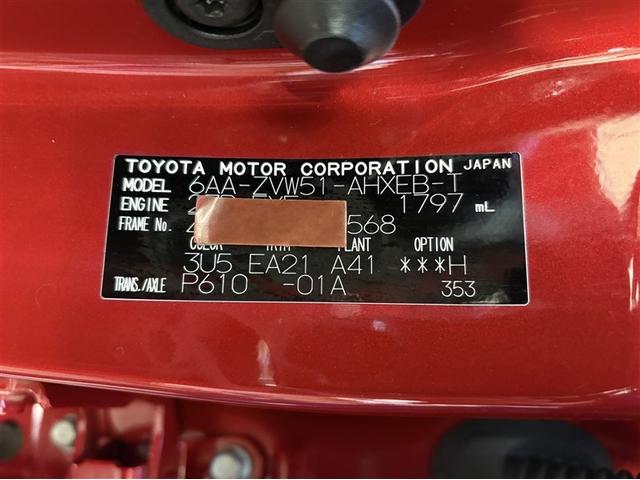 TOYOTA MOTOR CORPORATION JAPAN
MODEL 6AA-ZVW51-AHXEB-T
ENGINE 1797 mL
FRAME No. 568
COLOR TRIM PLANT OPTION
3U5 EA21 A41 ***H
TRANS./AXLE P610 -01A 353